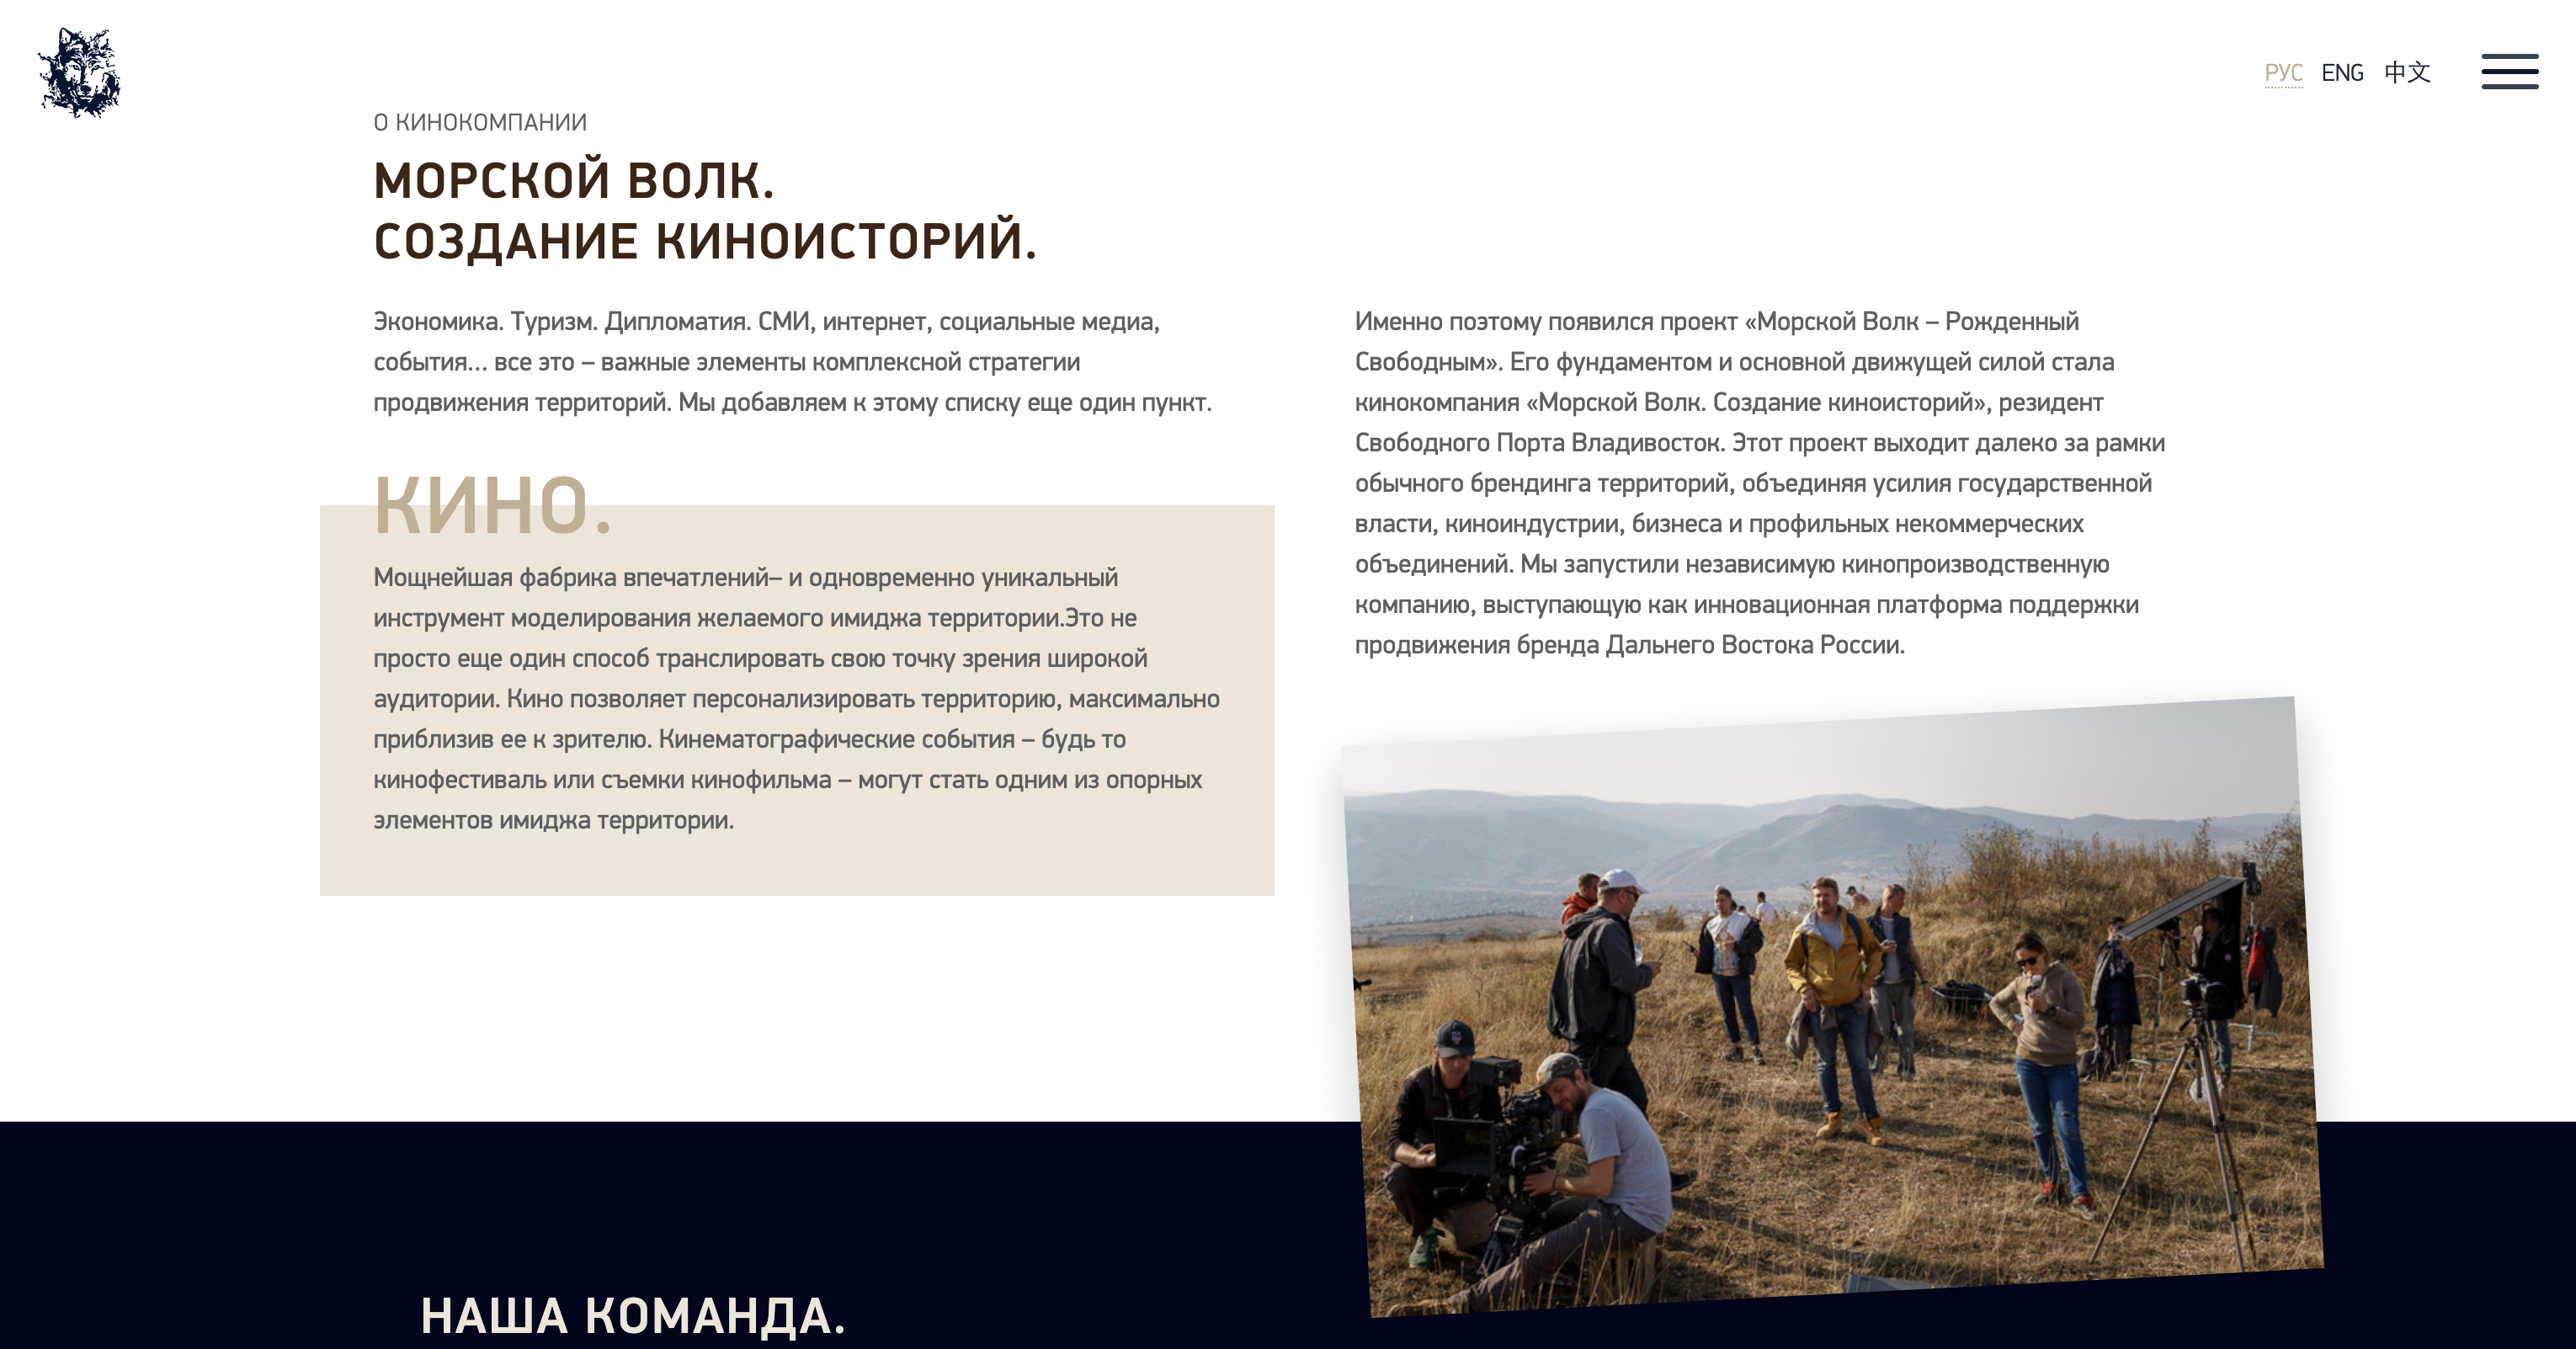 РУС ENG 中文
О КИНОКОМПАНИИ
МОРСКОЙ ВОЛК.
СОЗДАНИЕ КИНОИСТОРИЙ.
Экономика. Туризм. Дипломатия. СМИ, интернет, социальные медиа,
события... все это – важные элементы комплексной стратегии
продвижения территорий. Мы добавляем к этому списку еще один пункт.
КИНО.
Мощнейшая фабрика впечатлений– и одновременно уникальный
инструмент моделирования желаемого имиджа территории.Это не
просто еще один способ транслировать свою точку зрения широкой
аудитории. Кино позволяет персонализировать территорию, максимально
приблизив ее к зрителю. Кинематографические события – будь то
кинофестиваль или съемки кинофильма – могут стать одним из опорных
элементов имиджа территории.
Именно поэтому появился проект «Морской Волк – Рожденный
Свободным». Его фундаментом и основной движущей силой стала
кинокомпания «Морской Волк. Создание киноисторий», резидент
Свободного Порта Владивосток. Этот проект выходит далеко за рамки
обычного брендинга территорий, объединяя усилия государственной
власти, киноиндустрии, бизнеса и профильных некоммерческих
объединений. Мы запустили независимую кинопроизводственную
компанию, выступающую как инновационная платформа поддержки
продвижения бренда Дальнего Востока России.
НАША КОМАНДА.